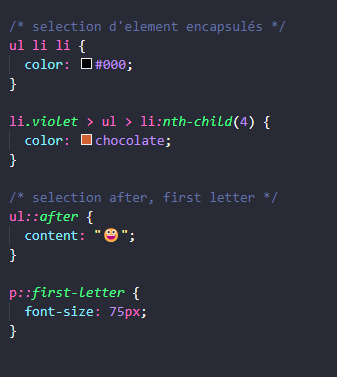 /* selection d'element encapsulés */
ul li li {
color: #000;
}
li.violet > ul > li:nth-child(4) {
color: chocolate;
}
/* selection after, first letter */
ul::after {
content: "😀";
}
p::first-letter {
font-size: 75px;
}